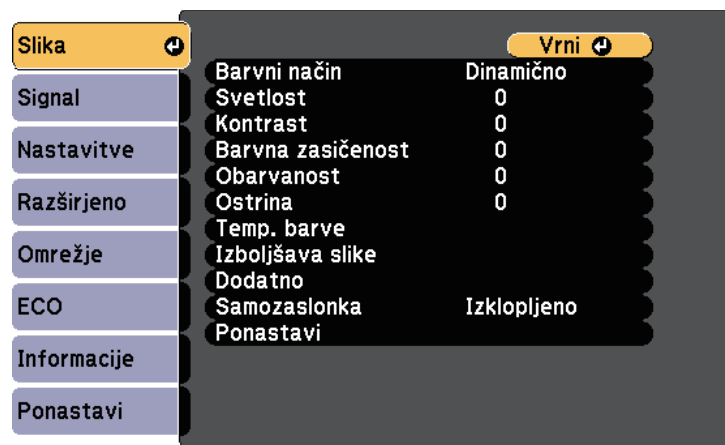 Slika
Signal
Nastavitve
Razširjeno
Omrežje
ECO
Informacije
Ponastavi
Vrni
Barvni način Dinamično
Svetlost 0
Kontrast 0
Barvna zasičenost 0
Obarvanost 0
Ostrina 0
Temp. barve
Izboljšava slike
Dodatno
Samozaslonka Izklopljeno
Ponastavi